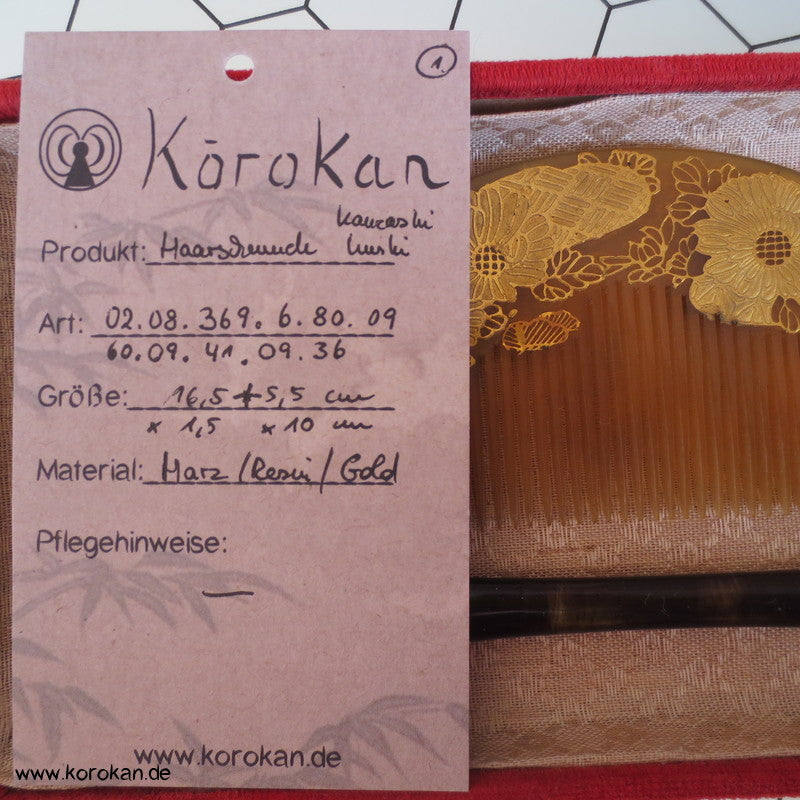 1.
Kōrokan
kanzashi
Produkt: Haarschmuck kushi
Art: 02.08.369.6.80.09
60.09.41.09.36
Größe: 16,5 + 5,5 cm
x 1,5 x 10 cm
Material: Harz/Resin/Gold
Pflegehinweise:
—
www.korokan.de
www.korokan.de